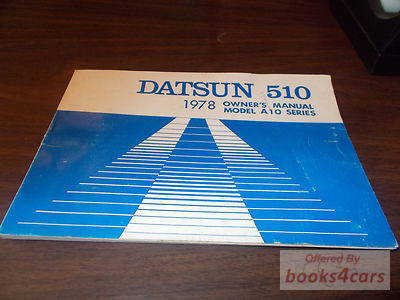 DATSUN 510
1978 OWNER'S MANUAL
MODEL A10 SERIES
Offered By
books4cars